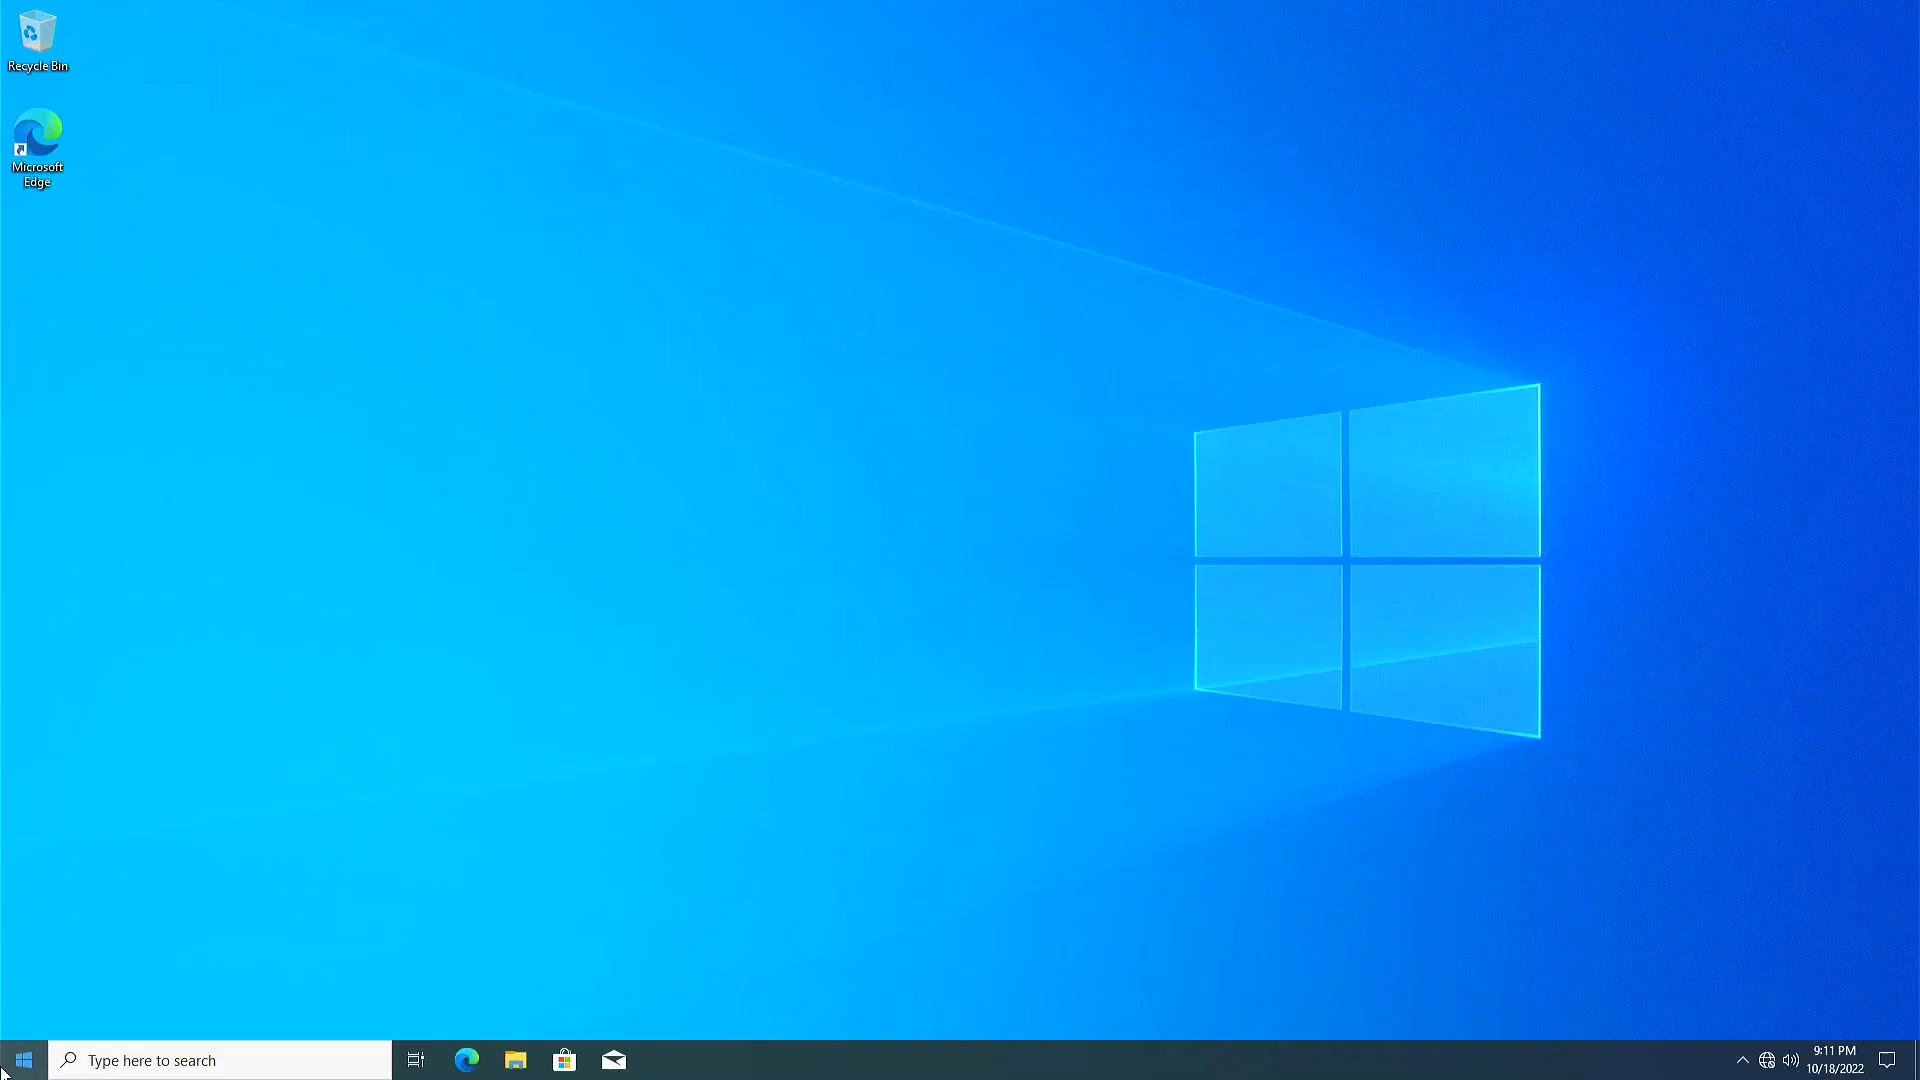 Recycle Bin
Microsoft
Edge
Type here to search
9:11 PM
10/18/2022